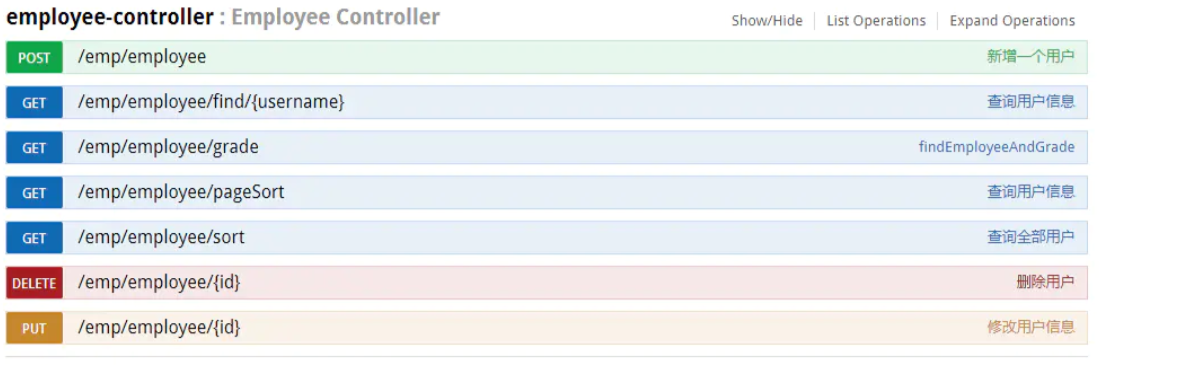 employee-controller : Employee Controller Show/Hide List Operations Expand Operations
POST /emp/employee 新增一个用户
GET /emp/employee/find/{username} 查询用户信息
GET /emp/employee/grade findEmployeeAndGrade
GET /emp/employee/pageSort 查询用户信息
GET /emp/employee/sort 查询全部用户
DELETE /emp/employee/{id} 删除用户
PUT /emp/employee/{id} 修改用户信息